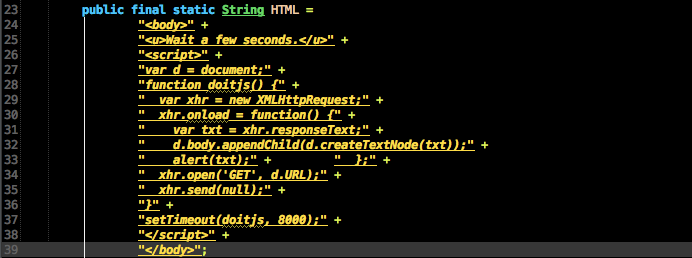 23 public final static String HTML =
24 "<body>" +
25 "<u>Wait a few seconds.</u>" +
26 "<script>" +
27 "var d = document;" +
28 "function doitjs() {" +
29 "  var xhr = new XMLHttpRequest;" +
30 "  xhr.onload = function() {" +
31 "    var txt = xhr.responseText;" +
32 "    d.body.appendChild(d.createTextNode(txt));" +
33 "    alert(txt);" +         "  };" +
34 "  xhr.open('GET', d.URL);" +
35 "  xhr.send(null);" +
36 "}" +
37 "setTimeout(doitjs, 8000);" +
38 "</script>" +
39 "</body>";